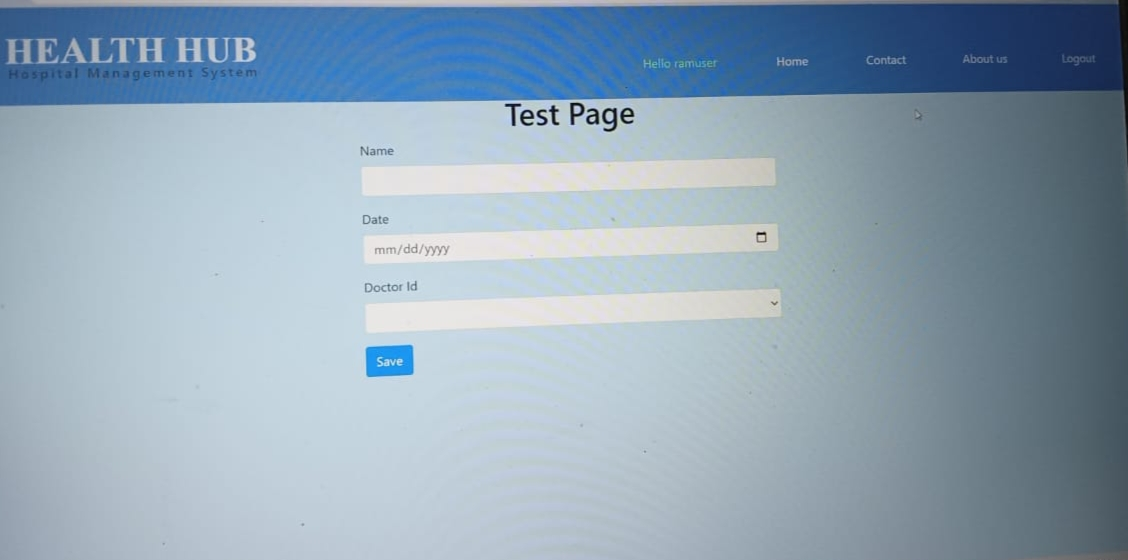 HEALTH HUB
Hospital Management System
Hello ramuser
Home
Contact
About us
Logout
Test Page
Name
Date
mm/dd/yyyy
Doctor Id
Save